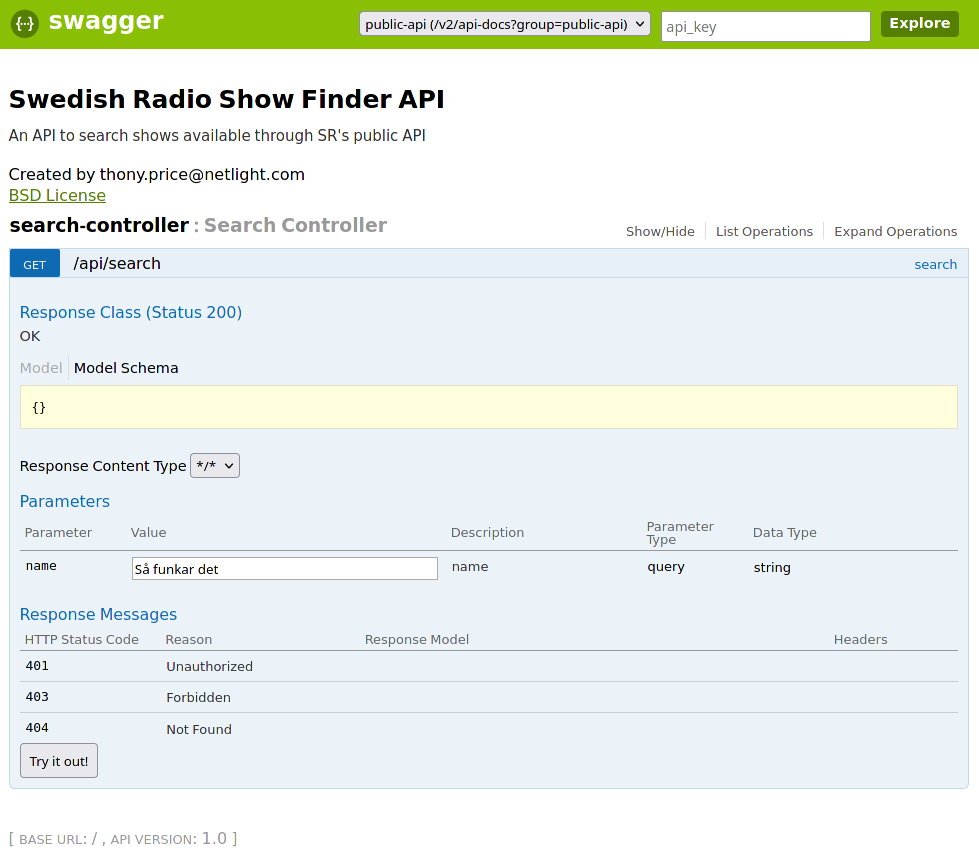 {··} swagger public-api (/v2/api-docs?group=public-api) api_key Explore
Swedish Radio Show Finder API
An API to search shows available through SR's public API
Created by thony.price@netlight.com
BSD License
search-controller : Search Controller Show/Hide List Operations Expand Operations
GET /api/search search
Response Class (Status 200)
OK
Model Model Schema
{}
Response Content Type */*
Parameters
Parameter Value Description Parameter Type Data Type
name Så funkar det name query string
Response Messages
HTTP Status Code Reason Response Model Headers
401 Unauthorized
403 Forbidden
404 Not Found
Try it out!
[ BASE URL: / , API VERSION: 1.0 ]